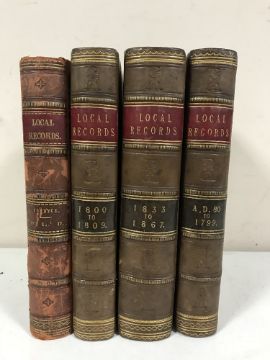 LOCAL
RECORDS.
LOCAL
RECORDS
1800
TO
1809.
LOCAL
RECORDS
1833
TO
1867.
LOCAL
RECORDS
A.D. 80
TO
1799.